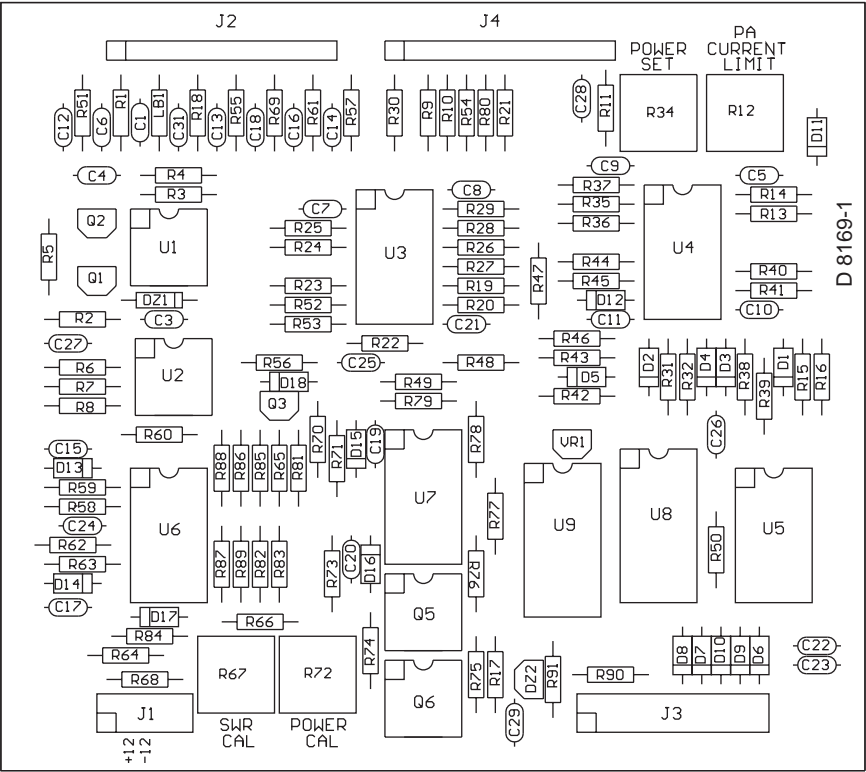 J2
J4
POWER SET
PA CURRENT LIMIT
C12
R51
C6
R1
C1
LB1
C31
R18
C13
R55
C18
R69
C16
R61
C14
R57
R30
R9
R10
R54
R80
R21
C28
R11
R34
R12
D11
C4
R4
R3
C9
C5
R37
R14
C8
C7
R29
R35
R13
Q2
U1
R25
R28
R36
R24
U3
R26
U4
R5
R27
R44
R40
Q1
R47
R45
R41
R23
R19
DZ1
R52
R20
D12
C10
R2
C3
R53
C21
C11
D 8169-1
C27
R22
R46
R6
U2
R56
C25
R48
R43
D2
R31
R32
D4
D3
R38
R39
D1
R15
R16
R7
D18
R49
D5
R8
Q3
R79
R42
R60
R70
R71
D15
C19
R78
VR1
C26
C15
D13
R88
R86
R85
R65
R81
R59
R58
U6
U7
R77
U9
U8
U5
C24
R62
R63
D14
C17
R87
R89
R82
R83
R73
C20
D16
R76
R50
D17
R66
Q5
R84
R64
R74
R68
R67
R72
Q6
R75
R17
DZ2
R91
R90
D8
D7
D10
D9
D6
C22
C23
J1
SWR CAL
POWER CAL
C29
J3
+12
-12